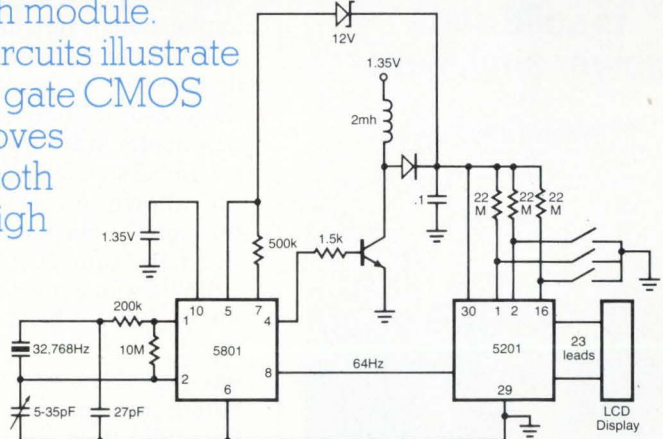 h module.
rcuits illustrate
gate CMOS
oves
oth
igh
12V
1.35V
2mh
.1
22
M
22
M
22
M
1.35V
500k
1.5k
10
5
7
4
30
1
2
16
200k
1
32,768Hz
10M
5801
2
8
6
64Hz
5201
29
23
leads
5-35pF
27pF
LCD
Display